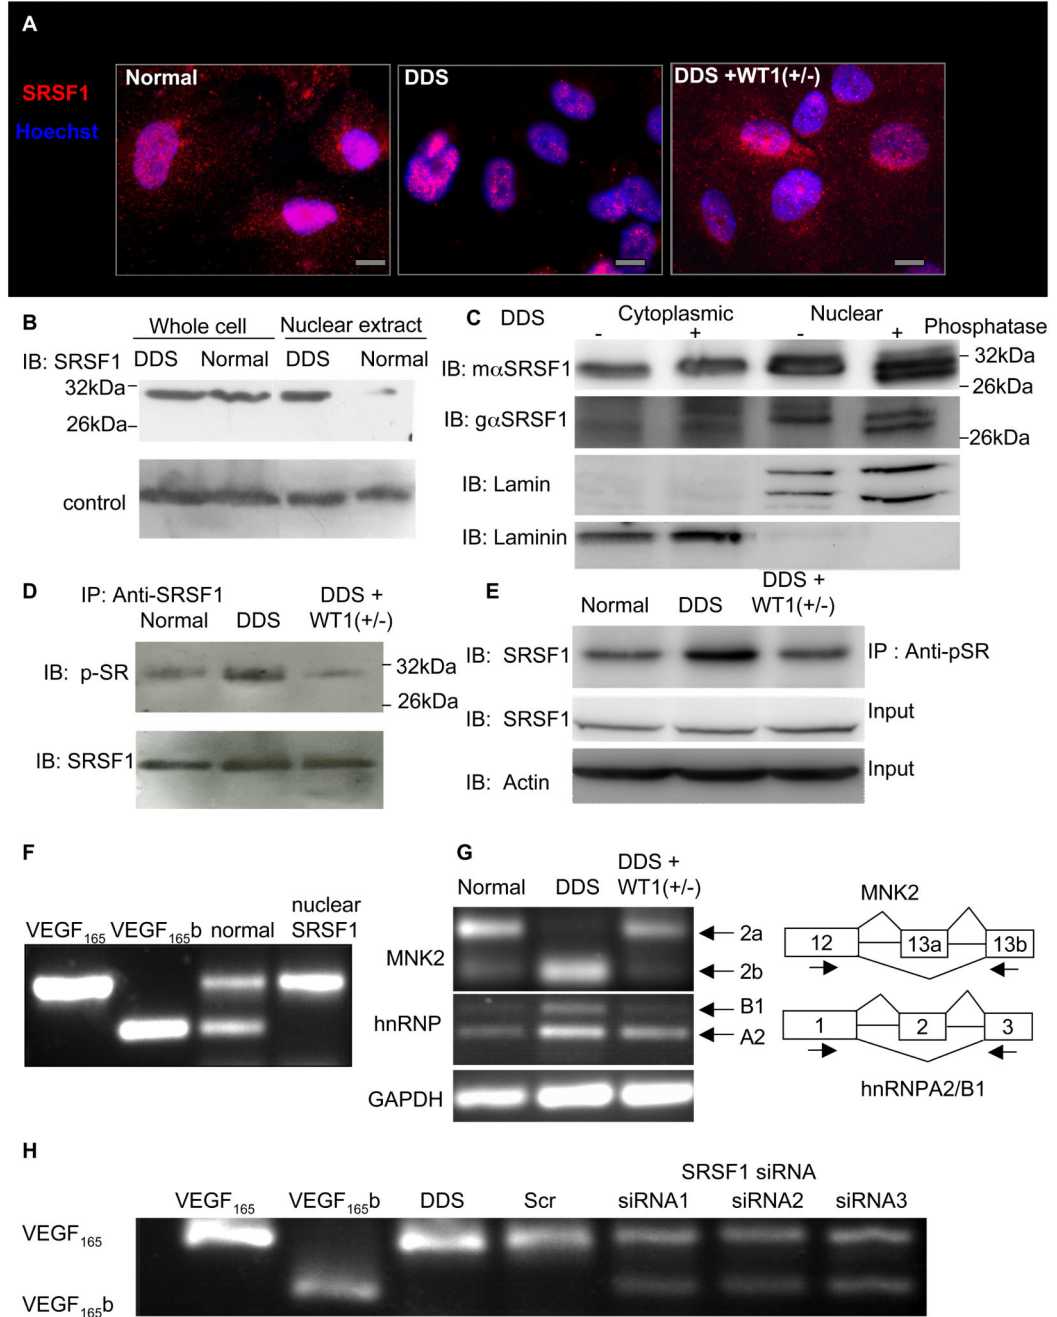 A
SRSF1
Hoechst
Normal
DDS
DDS +WT1(+/-)
B
Whole cell
Nuclear extract
IB: SRSF1
DDS
Normal
DDS
Normal
32kDa
26kDa
control
C
DDS
Cytoplasmic
Nuclear
- + - + Phosphatase
IB: mαSRSF1
32kDa
26kDa
IB: gαSRSF1
26kDa
IB: Lamin
IB: Laminin
D
IP: Anti-SRSF1
Normal
DDS
DDS +
WT1(+/-)
IB: p-SR
32kDa
26kDa
IB: SRSF1
E
Normal
DDS
DDS +
WT1(+/-)
IB: SRSF1
IP : Anti-pSR
IB: SRSF1
Input
IB: Actin
Input
F
VEGF165
VEGF165b
normal
nuclear
SRSF1
G
Normal
DDS
DDS +
WT1(+/-)
MNK2
2a
2b
hnRNP
B1
A2
GAPDH
MNK2
12
13a
13b
1
2
3
hnRNPA2/B1
H
SRSF1 siRNA
VEGF165
VEGF165b
DDS
Scr
siRNA1
siRNA2
siRNA3
VEGF165
VEGF165b